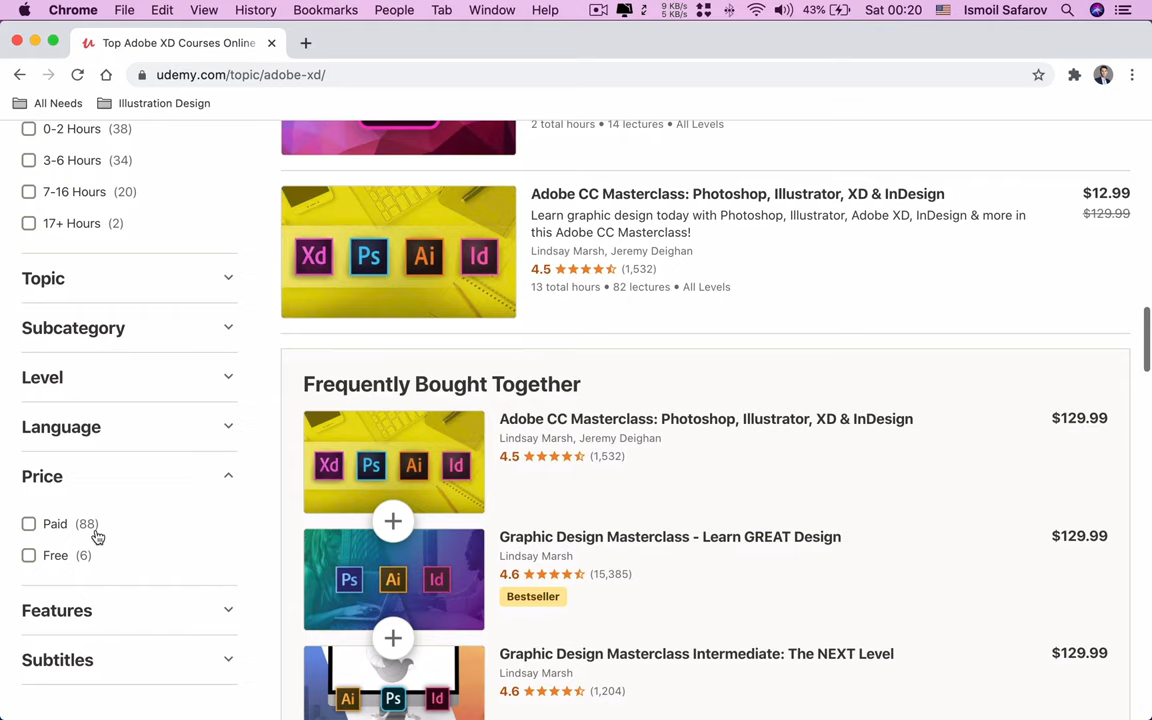 Chrome File Edit View History Bookmarks People Tab Window Help 9 KB/s 5 KB/s 43% Sat 00:20 Ismoil Safarov
Top Adobe XD Courses Online
udemy.com/topic/adobe-xd/
All Needs Illustration Design
0-2 Hours (38)
3-6 Hours (34)
7-16 Hours (20)
17+ Hours (2)
Topic
Subcategory
Level
Language
Price
Paid (88)
Free (6)
Features
Subtitles
2 total hours • 14 lectures • All Levels
Xd Ps Ai Id
Adobe CC Masterclass: Photoshop, Illustrator, XD & InDesign $12.99
Learn graphic design today with Photoshop, Illustrator, Adobe XD, InDesign & more in $129.99
this Adobe CC Masterclass!
Lindsay Marsh, Jeremy Deighan
4.5 (1,532)
13 total hours • 82 lectures • All Levels
Frequently Bought Together
Xd Ps Ai Id
Adobe CC Masterclass: Photoshop, Illustrator, XD & InDesign $129.99
Lindsay Marsh, Jeremy Deighan
4.5 (1,532)
Ps Ai Id
Graphic Design Masterclass - Learn GREAT Design $129.99
Lindsay Marsh
4.6 (15,385)
Bestseller
Ai Ps Id
Graphic Design Masterclass Intermediate: The NEXT Level $129.99
Lindsay Marsh
4.6 (1,204)